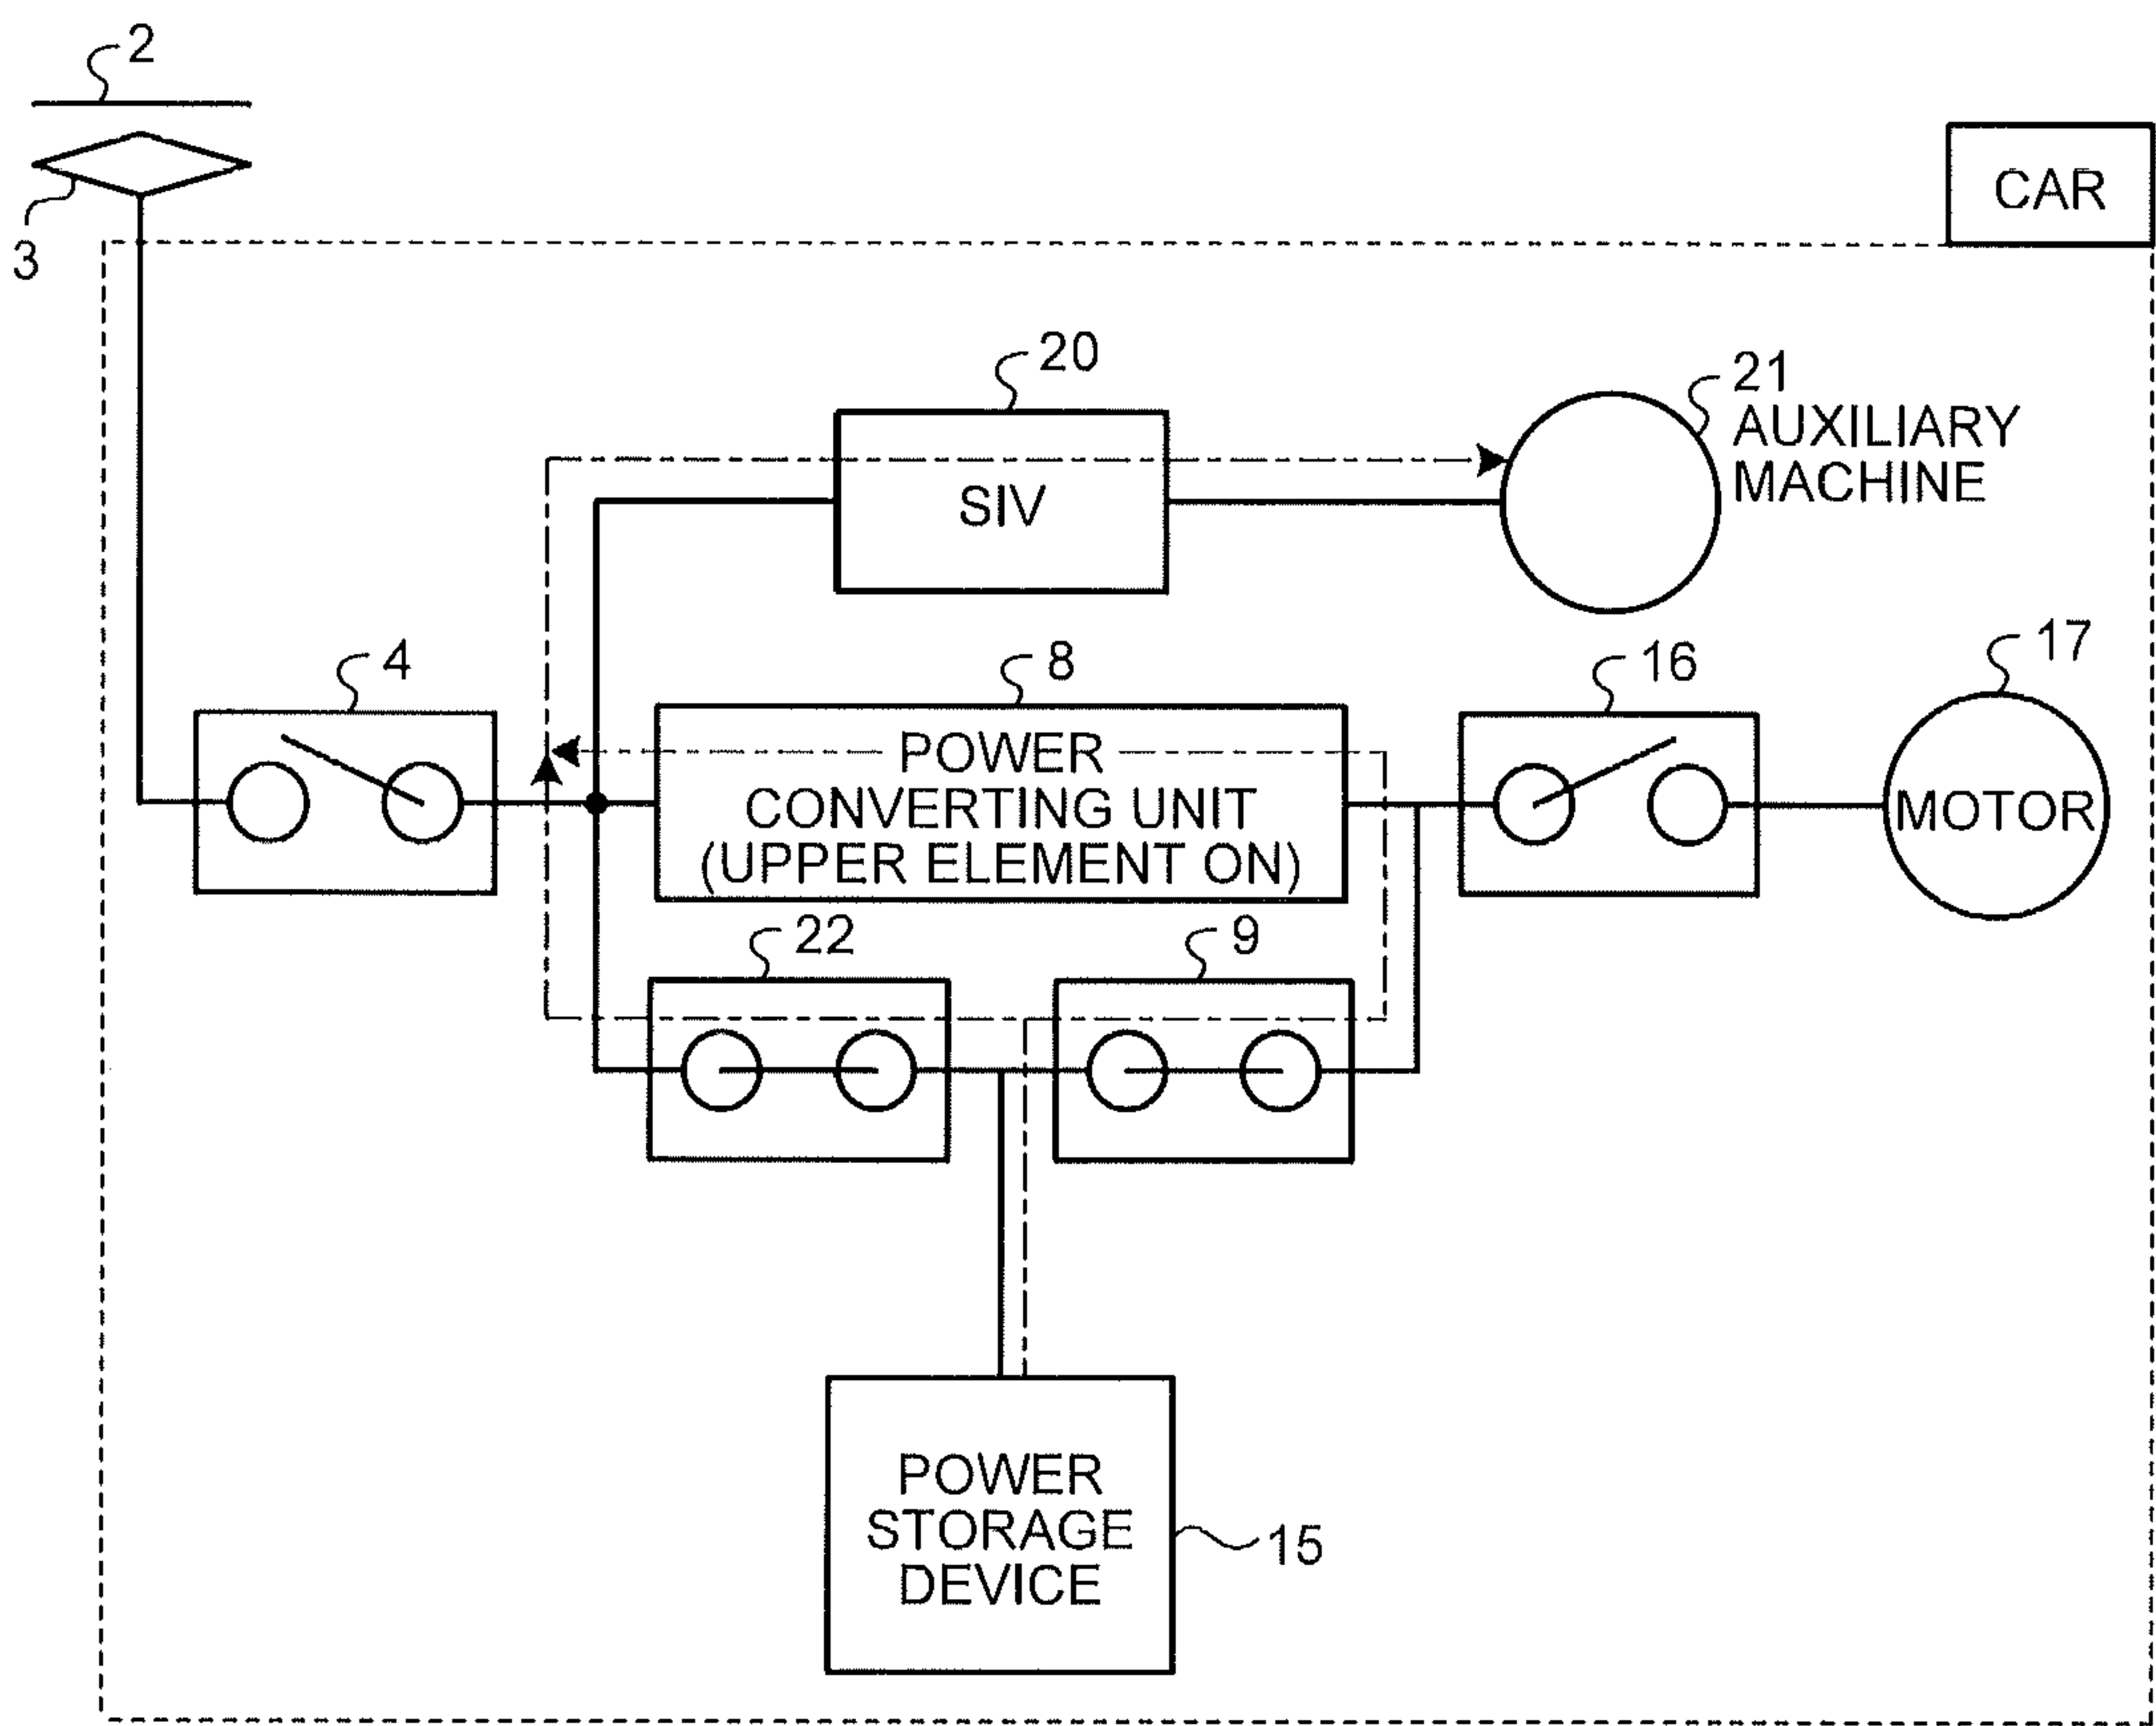 2
3
CAR
20
SIV
21
AUXILIARY
MACHINE
4
8
POWER
CONVERTING UNIT
(UPPER ELEMENT ON)
16
17
MOTOR
22
9
POWER
STORAGE
DEVICE
15